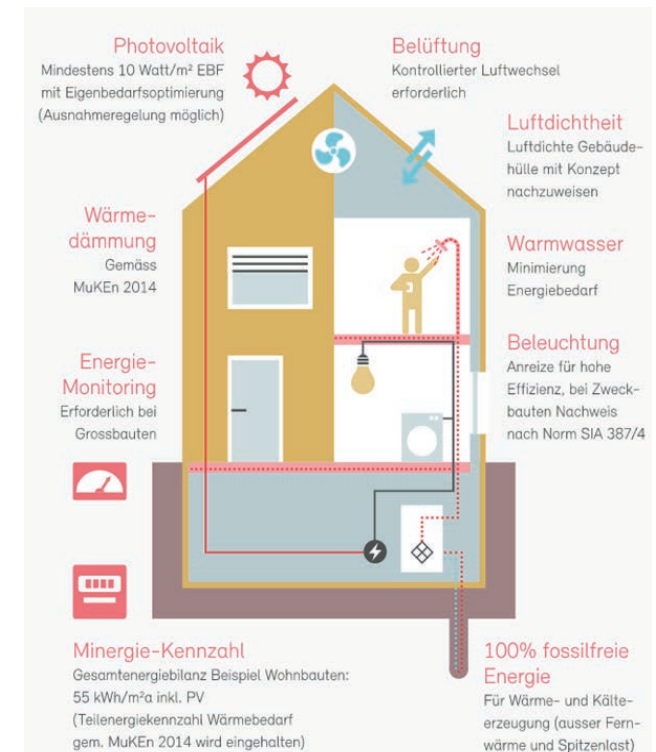 Photovoltaik
Mindestens 10 Watt/m² EBF
mit Eigenbedarfsoptimierung
(Ausnahmeregelung möglich)
Belüftung
Kontrollierter Luftwechsel
erforderlich
Luftdichtheit
Luftdichte Gebäude-
hülle mit Konzept
nachzuweisen
Wärme-
dämmung
Gemäss
MuKEn 2014
Warmwasser
Minimierung
Energiebedarf
Energie-
Monitoring
Erforderlich bei
Grossbauten
Beleuchtung
Anreize für hohe
Effizienz, bei Zweck-
bauten Nachweis
nach Norm SIA 387/4
Minergie-Kennzahl
Gesamtenergiebilanz Beispiel Wohnbauten:
55 kWh/m²a inkl. PV
(Teilenergiekennzahl Wärmebedarf
gem. MuKEn 2014 wird eingehalten)
100% fossilfreie
Energie
Für Wärme- und Kälte-
erzeugung (ausser Fern-
wärme und Spitzenlast)